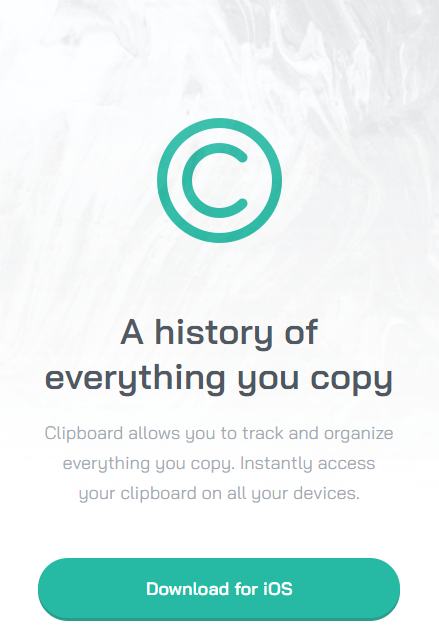 A history of
everything you copy
Clipboard allows you to track and organize
everything you copy. Instantly access
your clipboard on all your devices.
Download for iOS